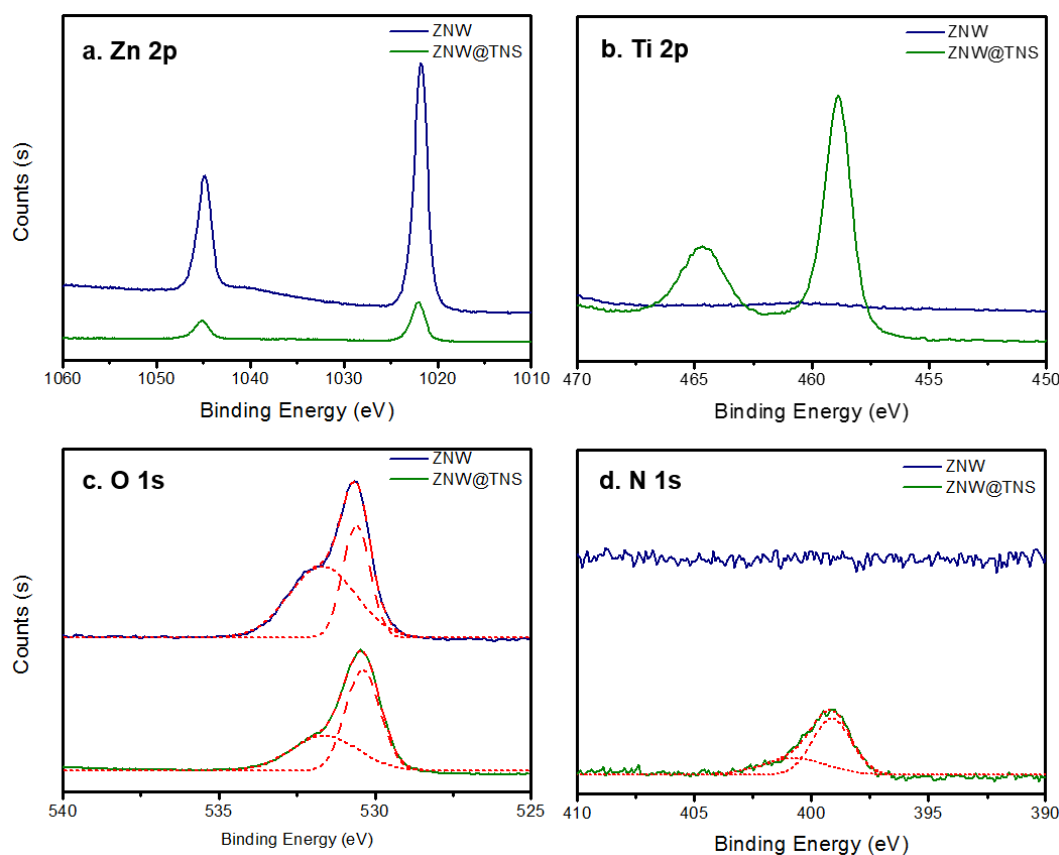 a. Zn 2p
ZNW
ZNW@TNS
Counts (s)
1060 1050 1040 1030 1020 1010
Binding Energy (eV)
b. Ti 2p
ZNW
ZNW@TNS
470 465 460 455 450
Binding Energy (eV)
c. O 1s
ZNW
ZNW@TNS
Counts (s)
540 535 530 525
Binding Energy (eV)
d. N 1s
ZNW
ZNW@TNS
410 405 400 395 390
Binding Energy (eV)